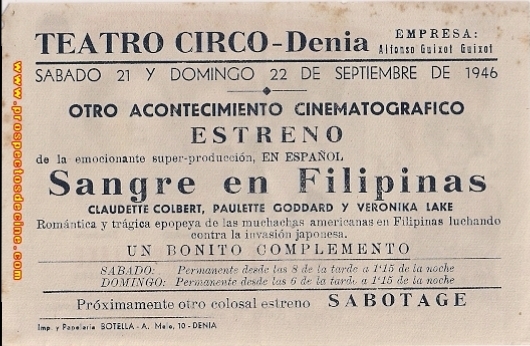 TEATRO CIRCO-Denia
EMPRESA:
Alfonso Guixot Guixot
SABADO 21 Y DOMINGO 22 DE SEPTIEMBRE DE 1946
OTRO ACONTECIMIENTO CINEMATOGRAFICO
ESTRENO
de la emocionante super-producción, EN ESPAÑOL
Sangre en Filipinas
CLAUDETTE COLBERT, PAULETTE GODDARD Y VERONIKA LAKE
Romántica y trágica epopeya de las muchachas americanas en Filipinas luchando
contra la invasión japonesa.
UN BONITO COMPLEMENTO
SABADO: Permanente desde las 8 de la tarde a 1'15 de la noche
DOMINGO: Permanente desde las 6 de la tarde a 1'15 de la noche
Próximamente otro colosal estreno SABOTAGE
Imp. y Papelería BOTELLA - A. Mele, 10 - DENIA
www.prospectosdecine.com